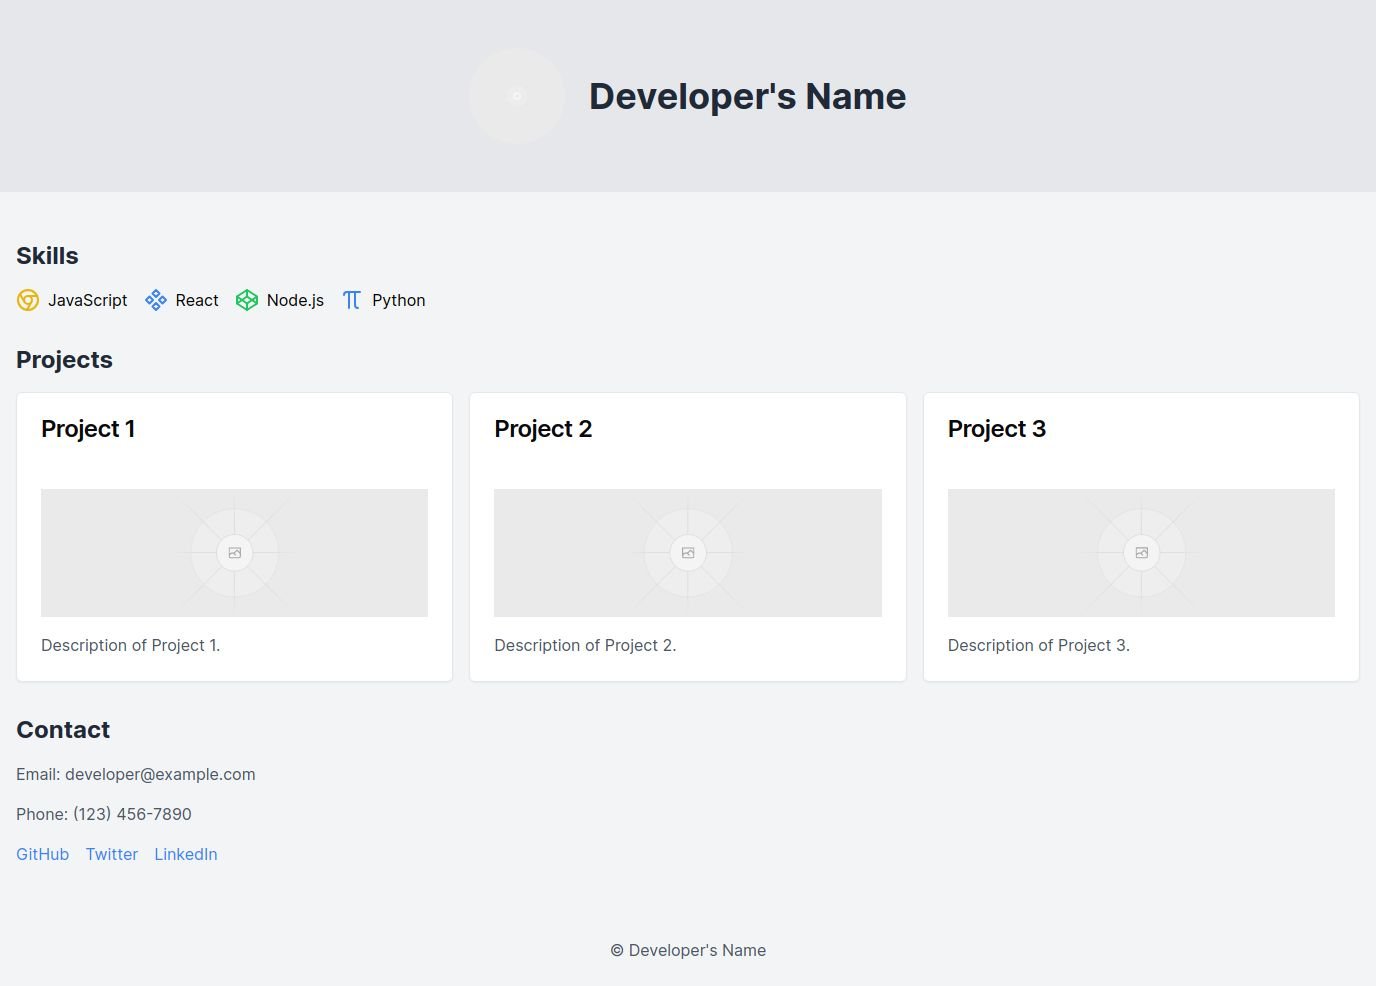 Developer's Name
Skills
JavaScript React Node.js Python
Projects
Project 1
Project 2
Project 3
Description of Project 1.
Description of Project 2.
Description of Project 3.
Contact
Email: developer@example.com
Phone: (123) 456-7890
GitHub Twitter LinkedIn
© Developer's Name